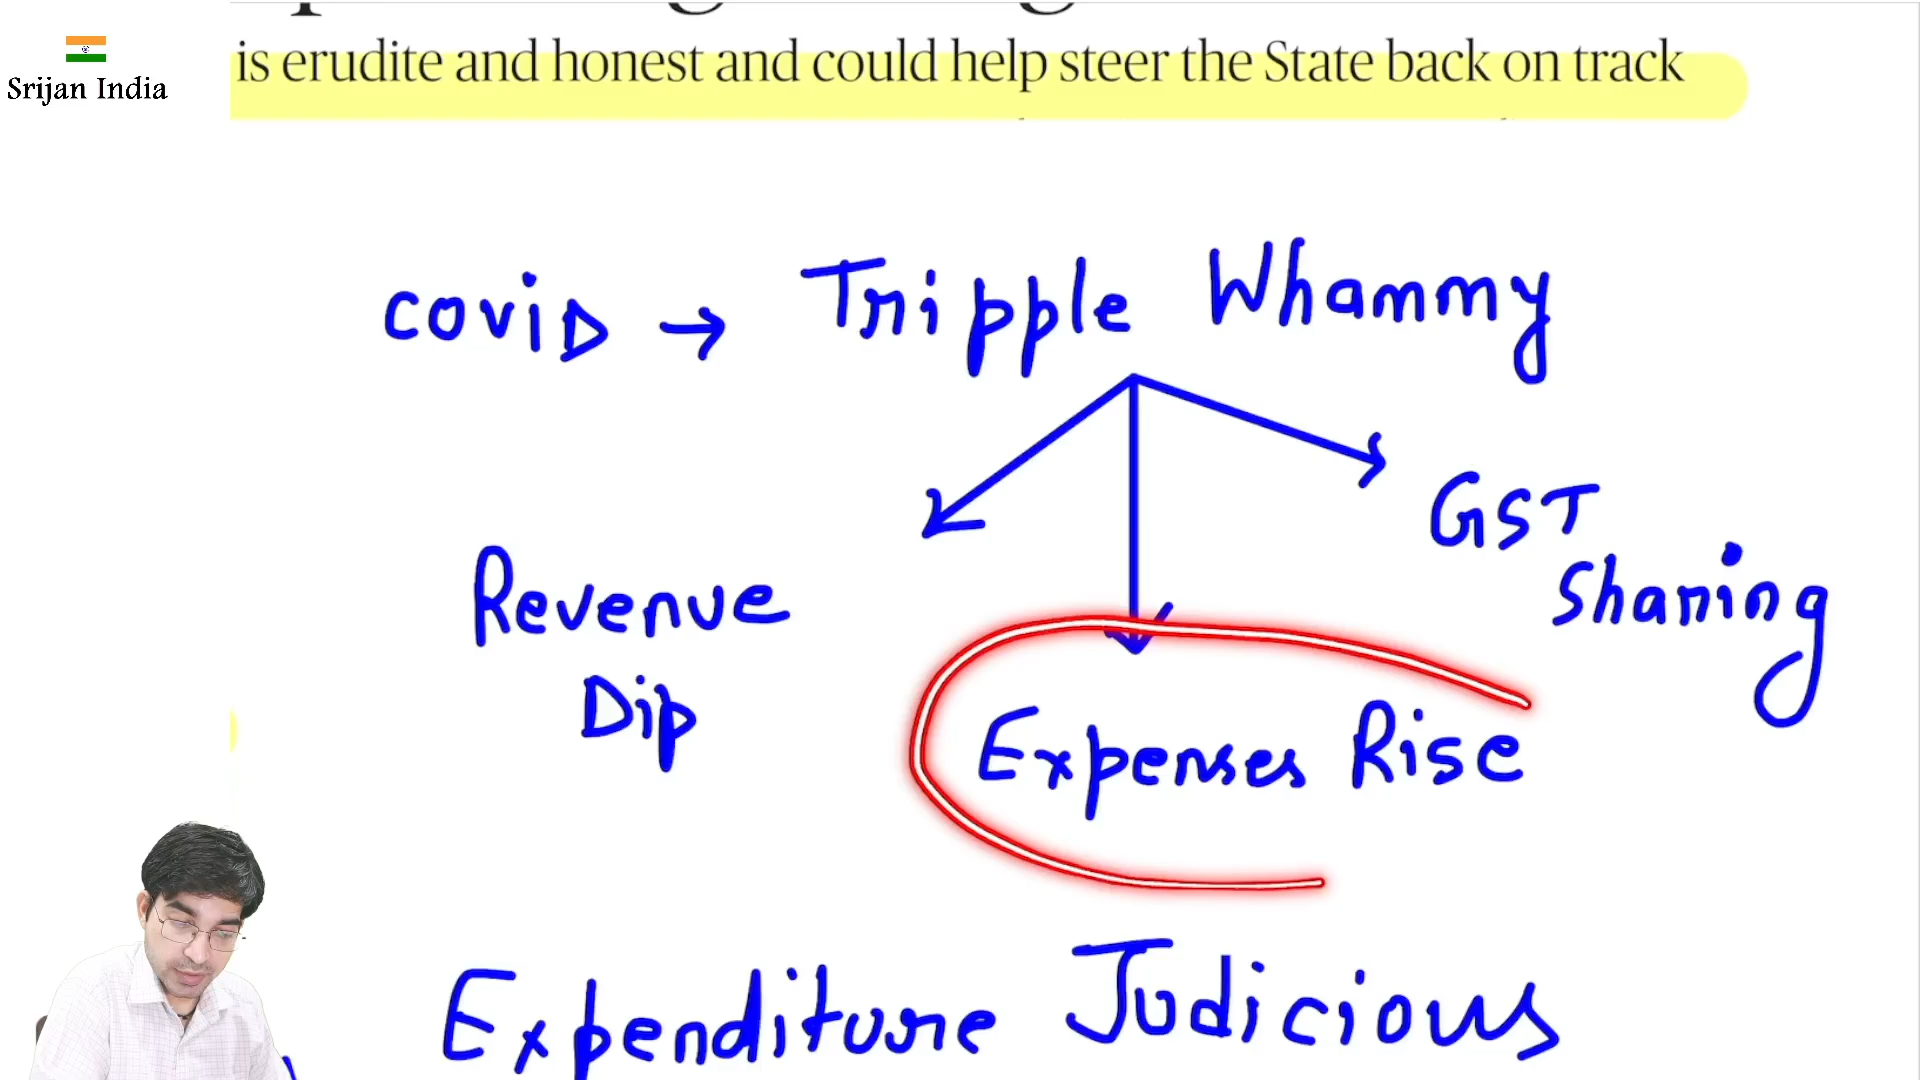 is erudite and honest and could help steer the State back on track
Srijan India
COVID → Tripple Whammy
GST
Sharing
Revenue
Dip
Expenses Rise
Expenditure Judicious